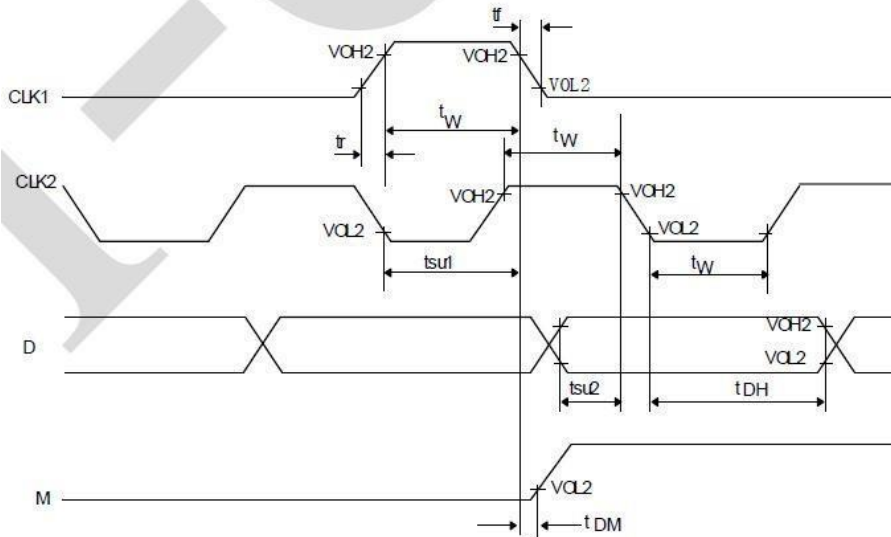 tf
VOH2 VOH2
VOL2
CLK1
tW
tW
tr
CLK2
VOH2 VOH2
VOL2 VOL2
tsu1 tW
VOH2
D
VOL2
tsu2 tDH
M VOL2
tDM